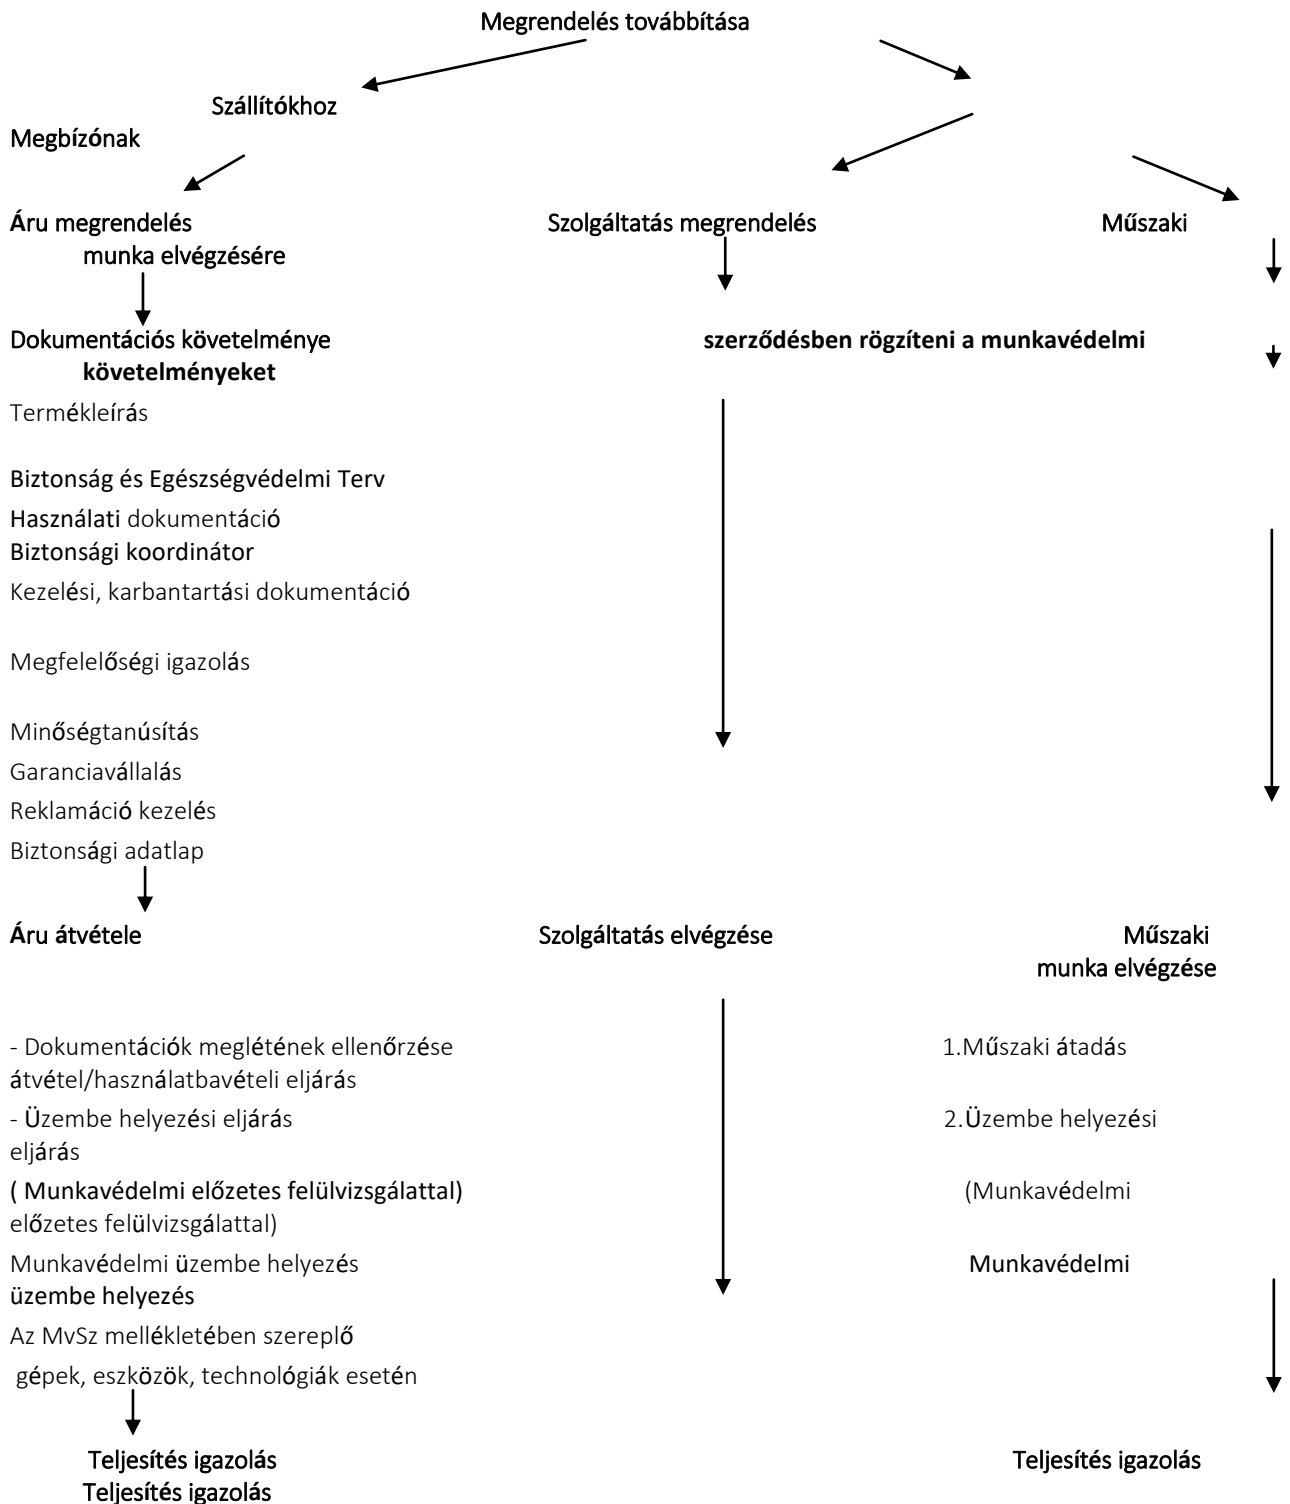 Megrendelés továbbítása
Szállítókhoz
Megbízónak
Áru megrendelés Szolgáltatás megrendelés Műszaki
munka elvégzésére
Dokumentációs követelménye szerződésben rögzíteni a munkavédelmi
követelményeket
Termékleírás
Biztonság és Egészségvédelmi Terv
Használati dokumentáció
Biztonsági koordinátor
Kezelési, karbantartási dokumentáció
Megfelelőségi igazolás
Minőségtanúsítás
Garanciavállalás
Reklamáció kezelés
Biztonsági adatlap
Áru átvétele Szolgáltatás elvégzése Műszaki
munka elvégzése
- Dokumentációk meglétének ellenőrzése 1.Műszaki átadás
átvétel/használatbavételi eljárás
- Üzembe helyezési eljárás 2.Üzembe helyezési
eljárás
( Munkavédelmi előzetes felülvizsgálattal) (Munkavédelmi
előzetes felülvizsgálattal)
Munkavédelmi üzembe helyezés Munkavédelmi
üzembe helyezés
Az MvSz mellékletében szereplő
gépek, eszközök, technológiák esetén
Teljesítés igazolás Teljesítés igazolás
Teljesítés igazolás